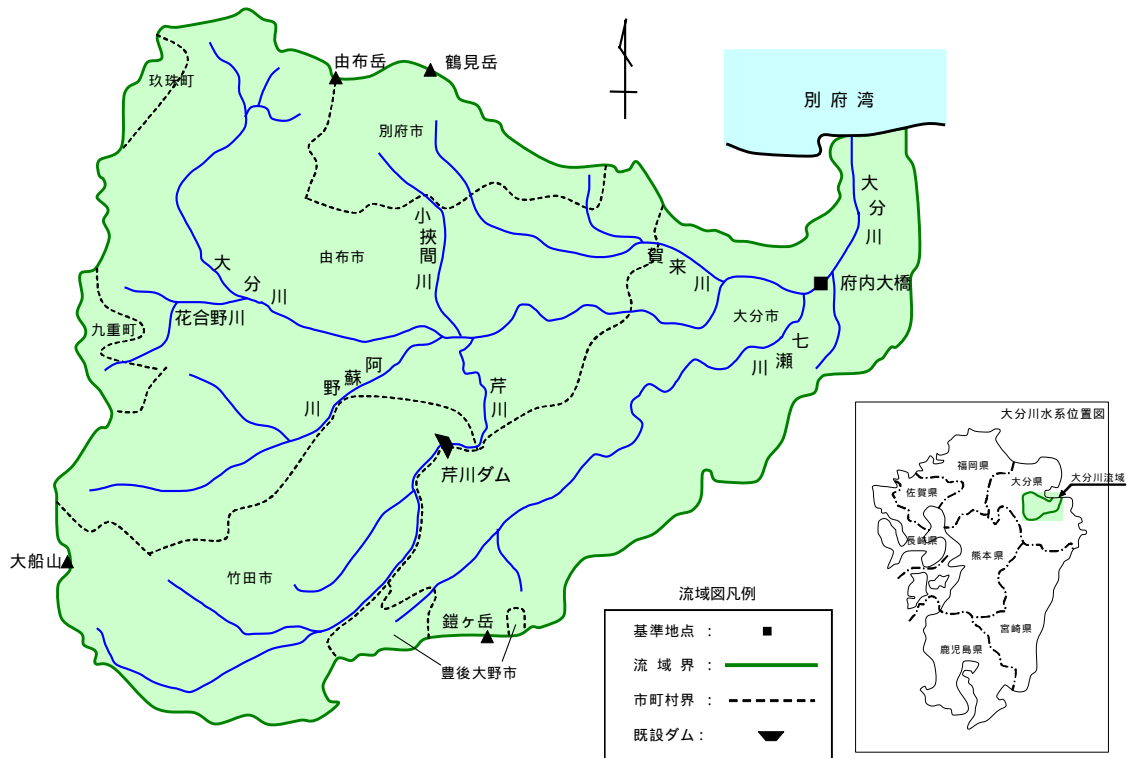 由布岳
鶴見岳
玖珠町
別府湾
別府市
大分川
小挾間川
由布市
賀来川
大分川
府内大橋
花合野川
九重町
大分市
七瀬川
阿蘇野川
芹川
芹川ダム
大船山
竹田市
鎧ヶ岳
豊後大野市
流域図凡例
基準地点 :
流域界 :
市町村界 :
既設ダム :
大分川水系位置図
福岡県
大分県
大分川流域
佐賀県
長崎県
熊本県
宮崎県
鹿児島県